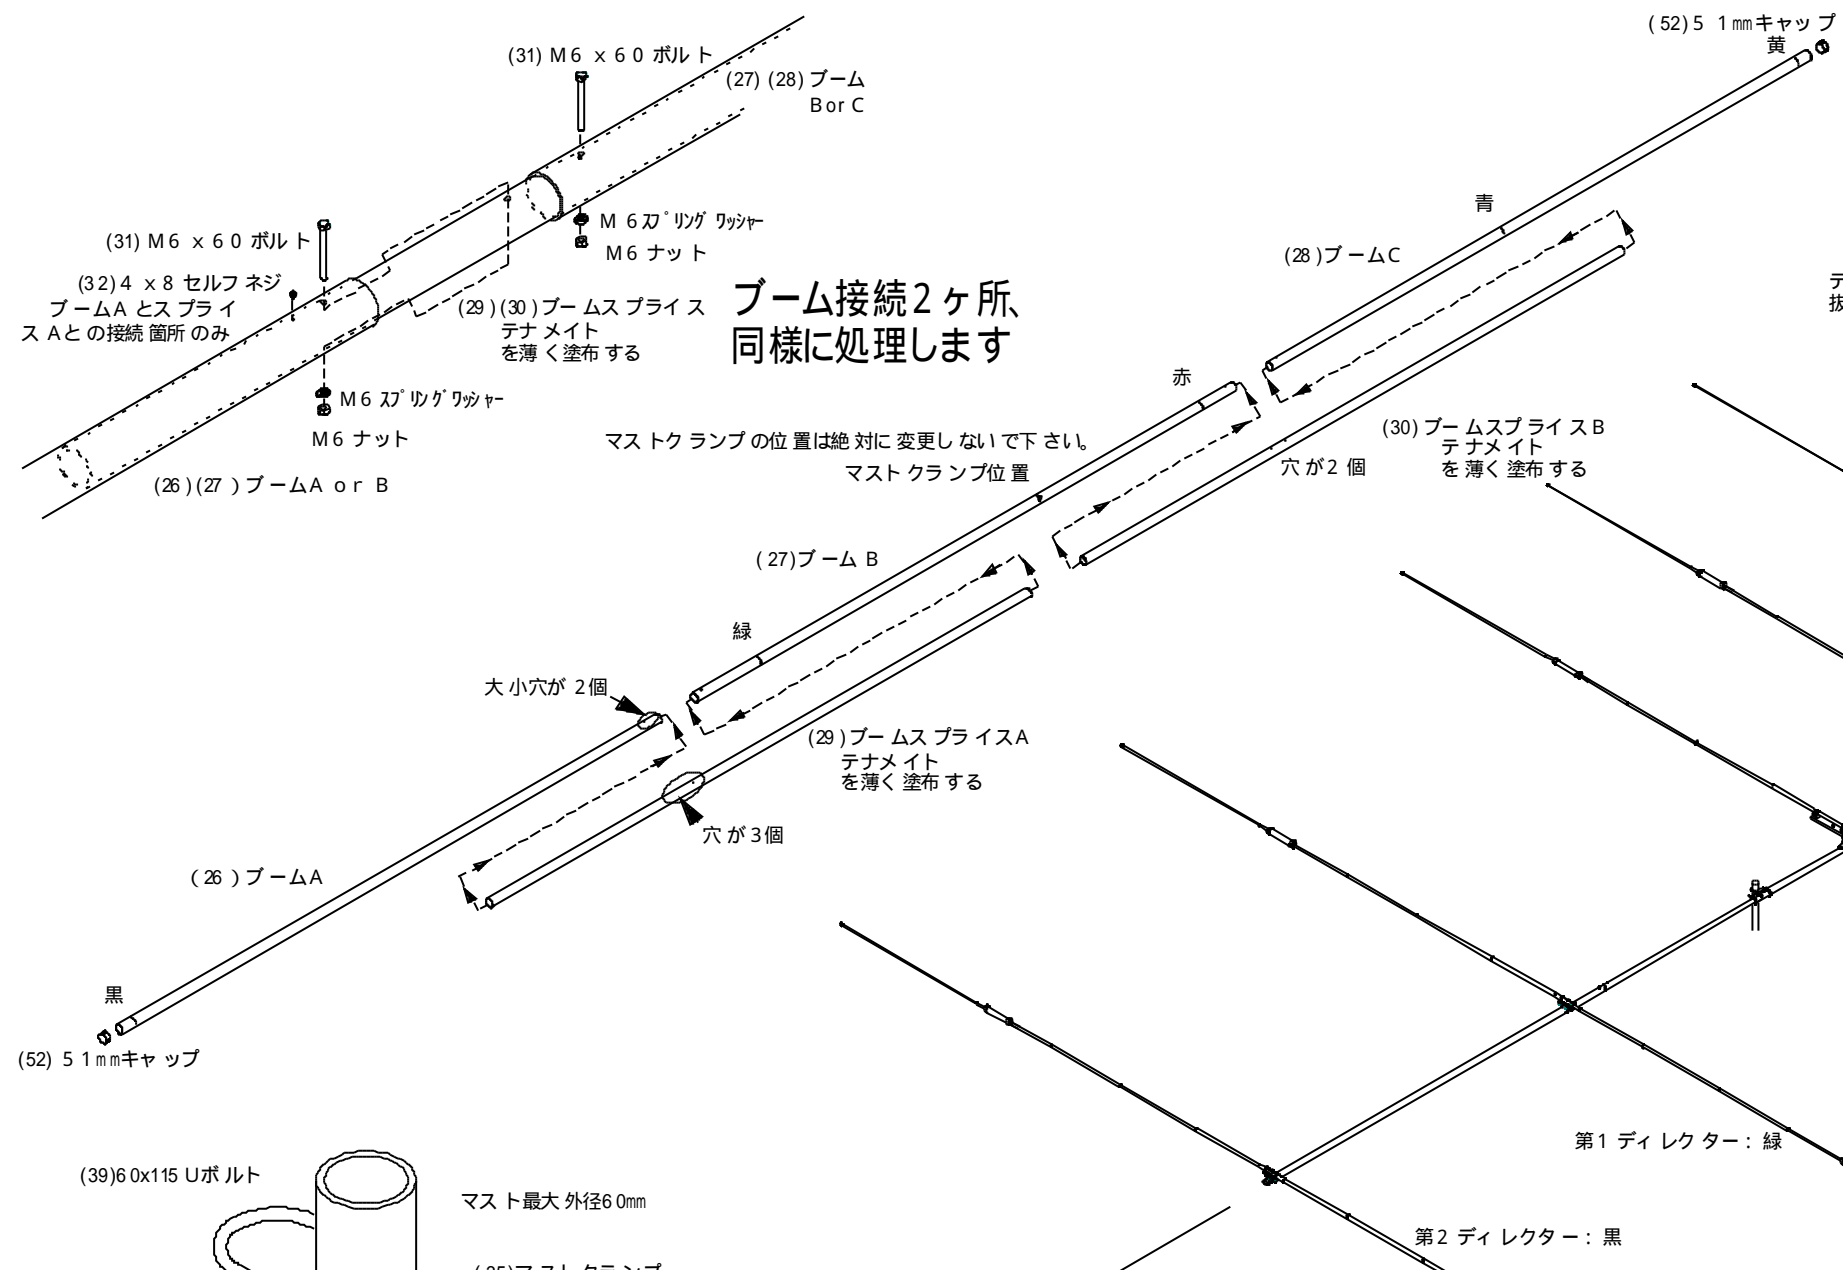 (52)51mmキャップ
黄
(31) M6 x 60 ボルト
(27) (28) ブーム
B or C
M6 スプリングワッシャー
M6 ナット
(31) M6 x 60 ボルト
(32) 4 x 8 セルフネジ
ブームAとスプライ
スAとの接続箇所のみ
(29)(30)ブームスプライス
テナメイト
を薄く塗布する
ブーム接続2ヶ所、
同様に処理します
M6 スプリングワッシャー
M6 ナット
(26)(27)ブームA or B
青
(28)ブームC
赤
マストクランプの位置は絶対に変更しないで下さい。
マストクランプ位置
(30)ブームスプライスB
テナメイト
を薄く塗布する
穴が2個
(27)ブームB
緑
大小穴が2個
(29)ブームスプライスA
テナメイト
を薄く塗布する
穴が3個
(26)ブームA
黒
(52) 51mmキャップ
第1ディレクター：緑
第2ディレクター：黒
(39)60x115 Uボルト
マスト最大外径60mm